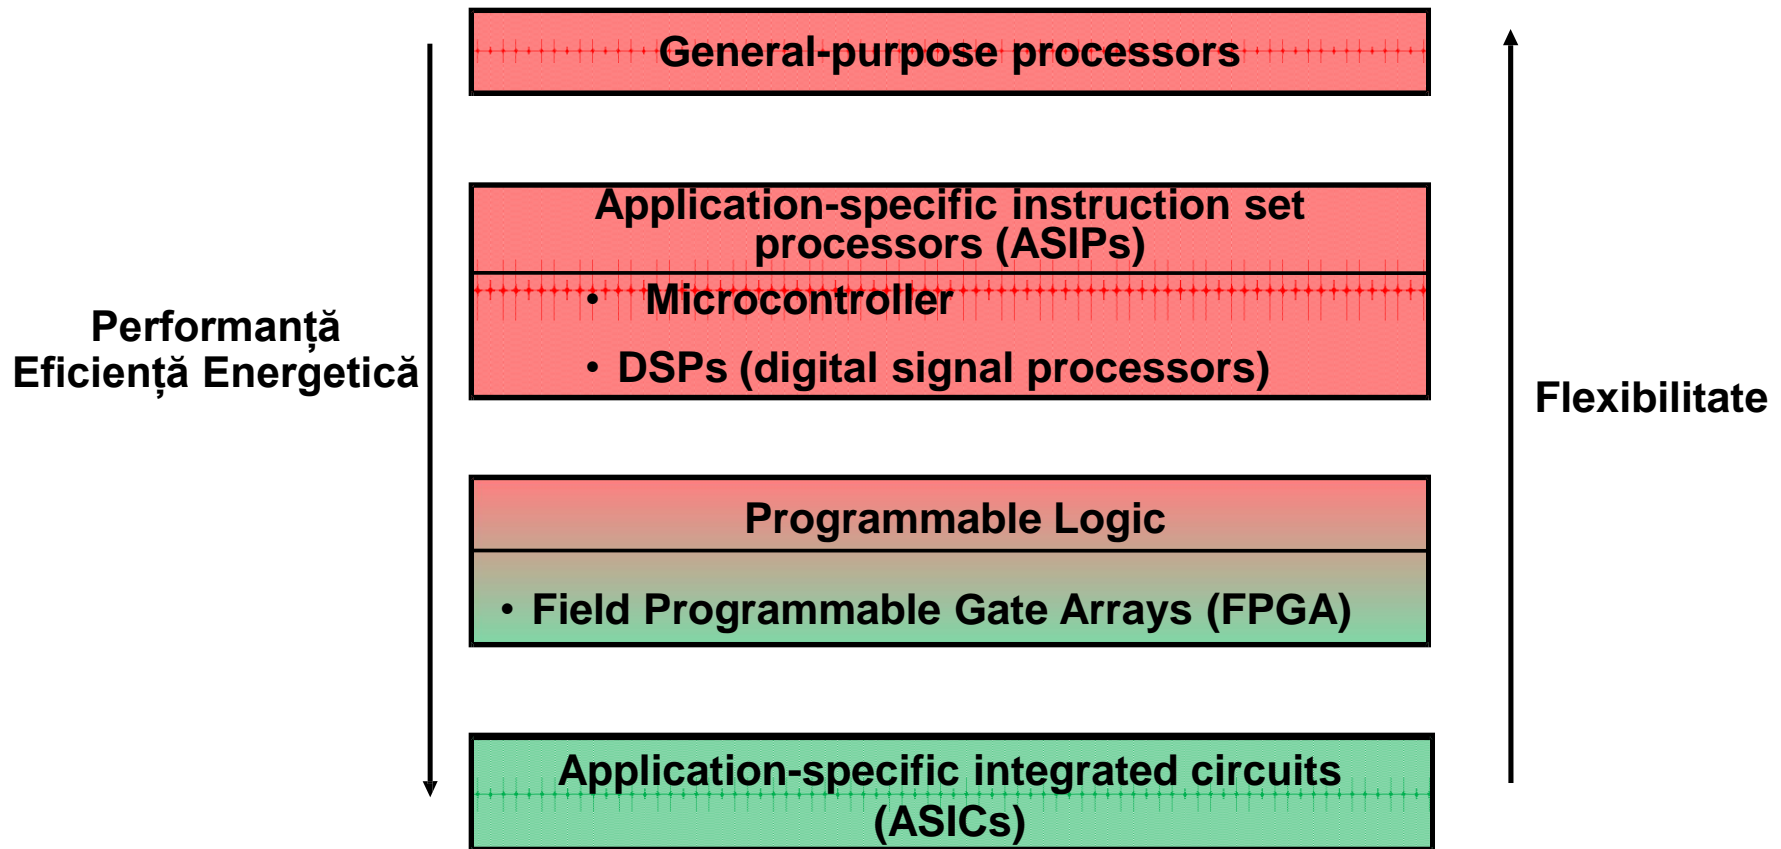 General-purpose processors
Application-specific instruction set
processors (ASIPs)
• Microcontroller
• DSPs (digital signal processors)
Performanță
Eficiență Energetică
Flexibilitate
Programmable Logic
• Field Programmable Gate Arrays (FPGA)
Application-specific integrated circuits
(ASICs)